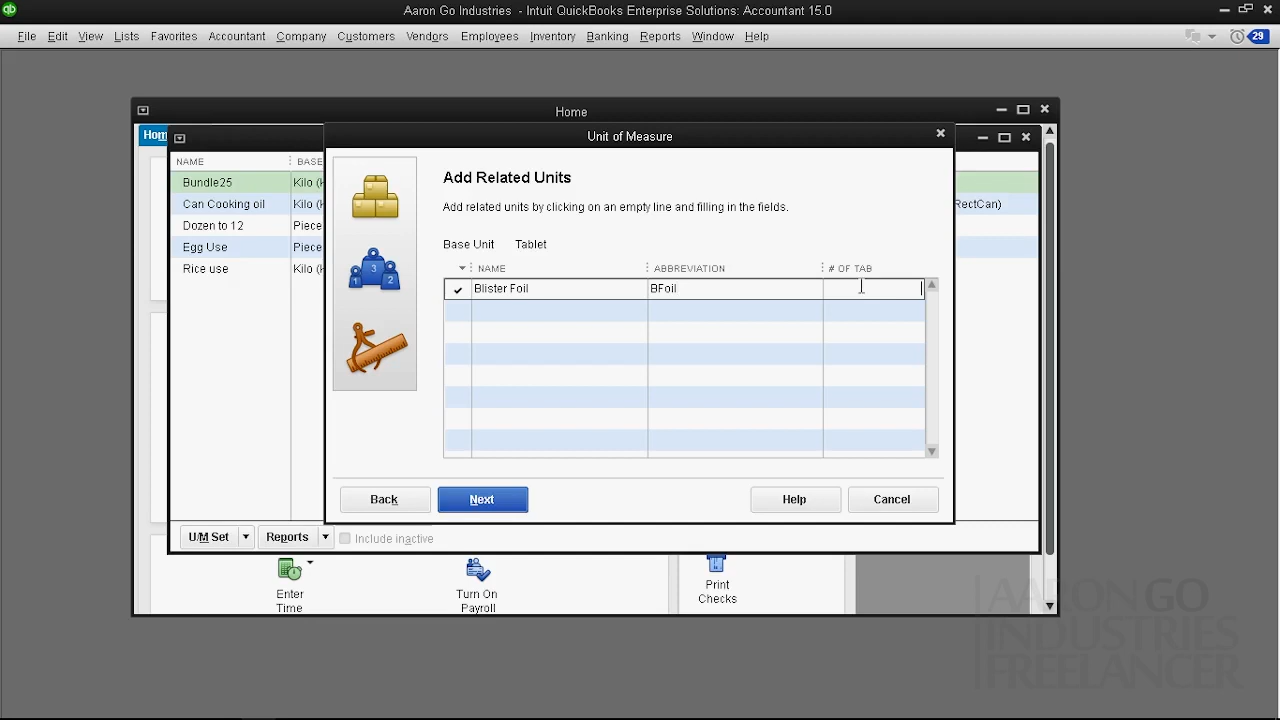 Aaron Go Industries - Intuit QuickBooks Enterprise Solutions: Accountant 15.0
File Edit View Lists Favorites Accountant Company Customers Vendors Employees Inventory Banking Reports Window Help 29
Home
Hom
Unit of Measure
NAME BASE
Bundle25 Kilo (
Can Cooking oil Kilo (
RectCan)
Dozen to 12 Piece
Egg Use Piece
Rice use Kilo (
3
1 2
Add Related Units
Add related units by clicking on an empty line and filling in the fields.
Base Unit Tablet
NAME ABBREVIATION # OF TAB
Blister Foil BFoil
Back Next Help Cancel
U/M Set Reports Include inactive
Enter
Time
Turn On
Payroll
Print
Checks
AARON GO
INDUSTRIES
FREELANCER